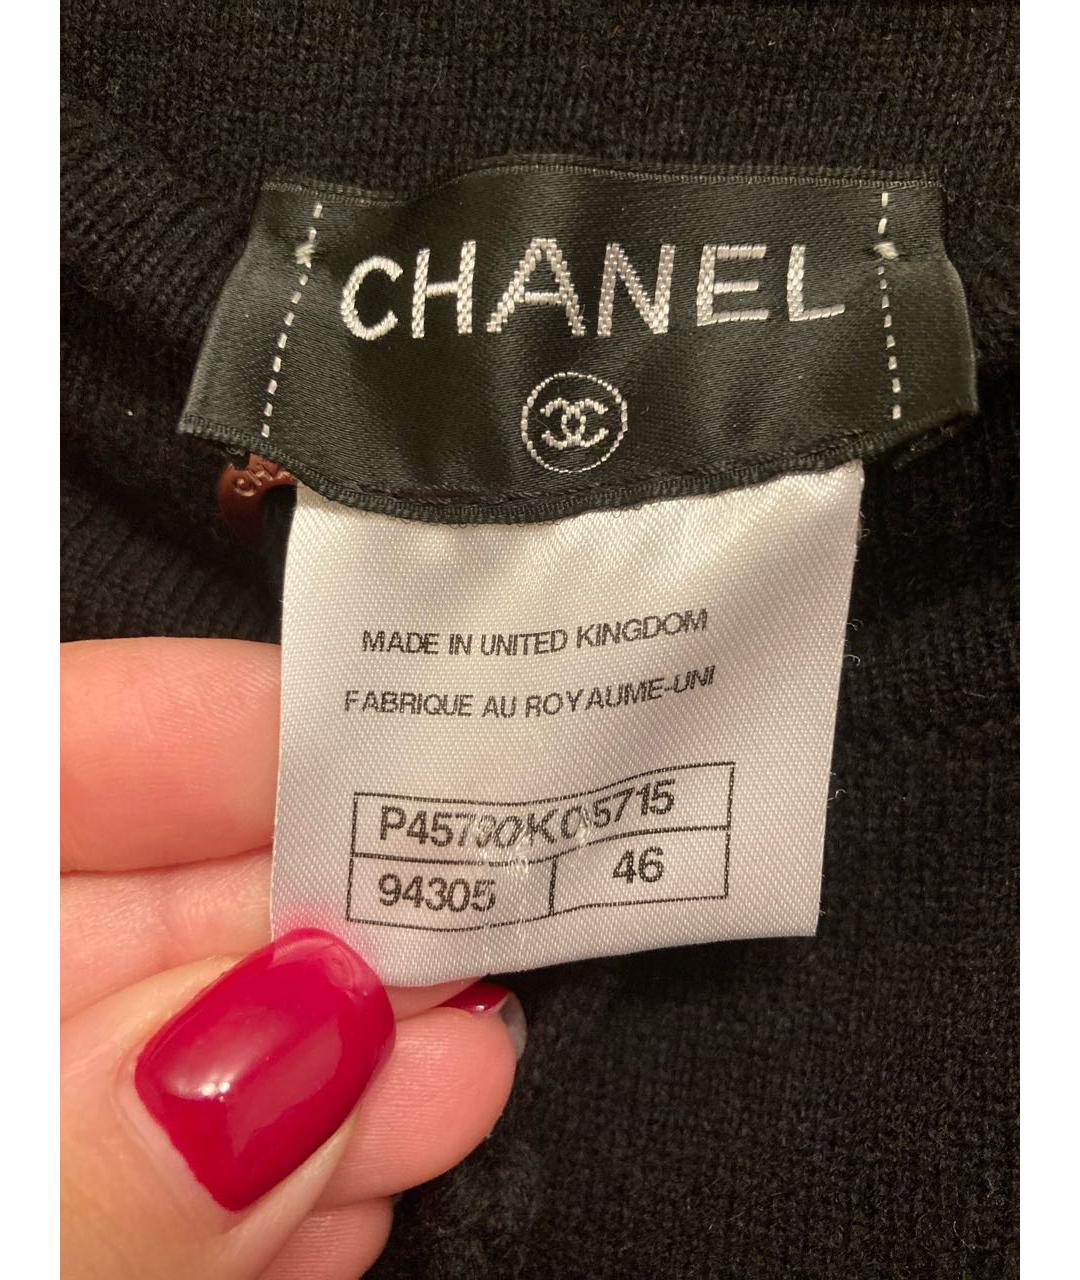 CHANEL
MADE IN UNITED KINGDOM
FABRIQUE AU ROYAUME-UNI
94305
46